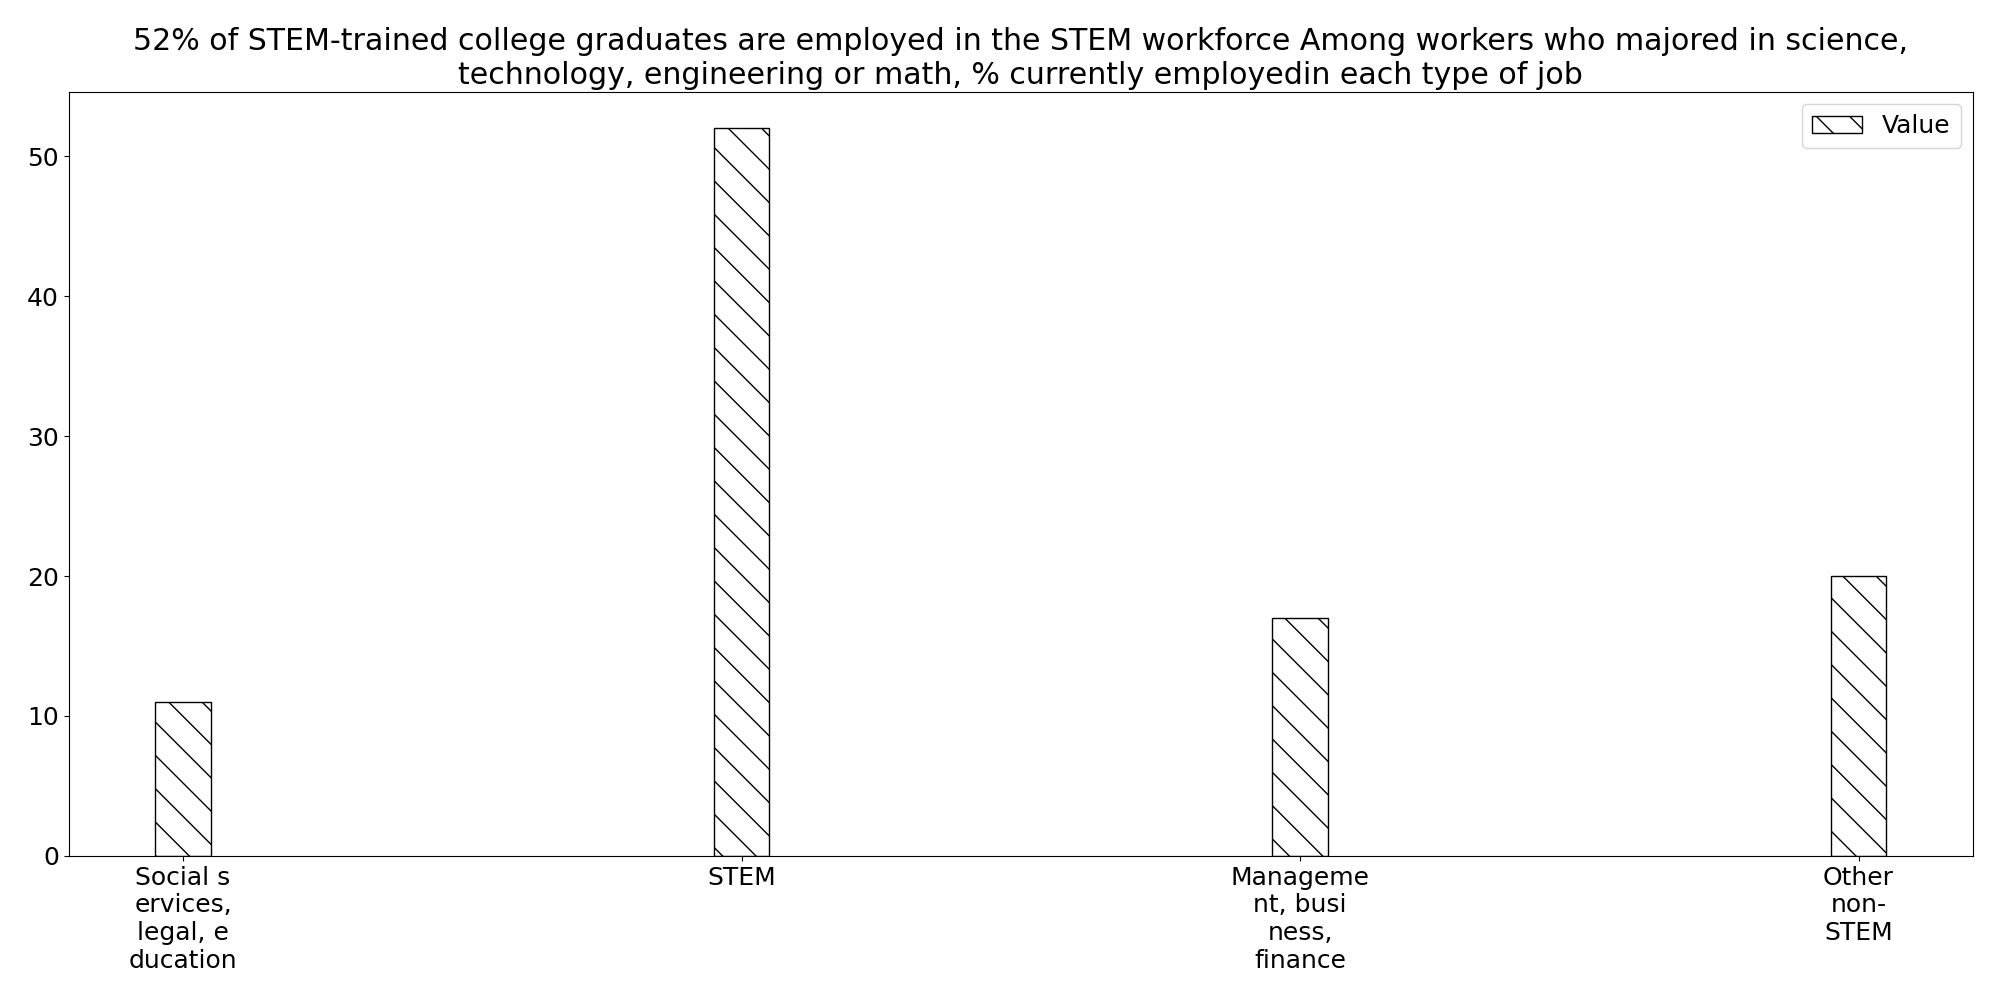 52% of STEM-trained college graduates are employed in the STEM workforce Among workers who majored in science,
technology, engineering or math, % currently employedin each type of job
Value
50
40
30
20
10
0
Social s
ervices,
legal, e
ducation
STEM
Manageme
nt, busi
ness,
finance
Other
non-
STEM